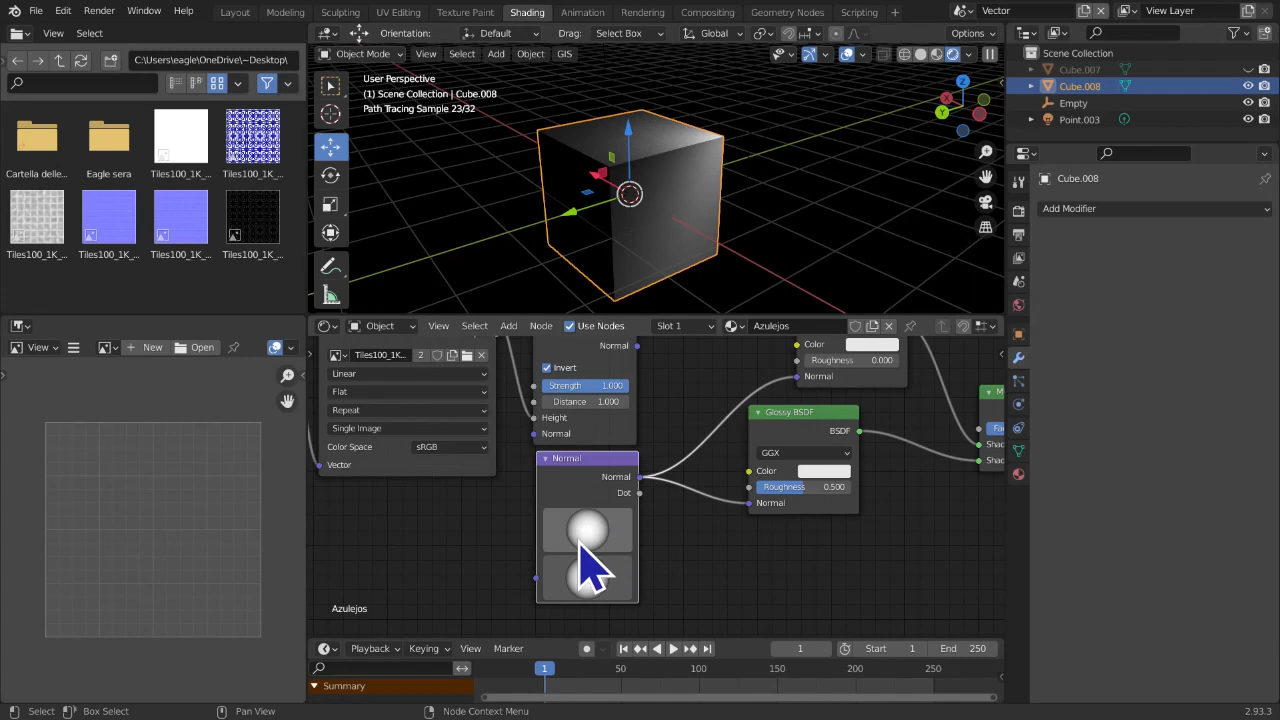 File Edit Render Window Help Layout Modeling Sculpting UV Editing Texture Paint Shading Animation Rendering Compositing Geometry Nodes Scripting + Vector View Layer
View Select
C:\Users\eagle\OneDrive\~Desktop\
Cartella delle...
Eagle sera
Tiles100_1K_...
Tiles100_1K_...
Tiles100_1K_...
Tiles100_1K_...
Tiles100_1K_...
Tiles100_1K_...
Orientation: Default Drag: Select Box Global Options
Object Mode View Select Add Object GIS
User Perspective
(1) Scene Collection | Cube.008
Path Tracing Sample 23/32
Z
X
Y
Scene Collection
Cube.007
Cube.008
Empty
Point.003
Cube.008
Add Modifier
View + New Open
Object View Select Add Node Use Nodes Slot 1 Azulejos
Tiles100_1K... 2
Linear
Flat
Repeat
Single Image
Color Space sRGB
Vector
Normal
Invert
Strength 1.000
Distance 1.000
Height
Normal
Normal
Normal
Dot
Color
Roughness 0.000
Normal
Glossy BSDF
BSDF
GGX
Color
Roughness 0.500
Normal
M
Fa
Shac
Shac
Azulejos
Playback Keying View Marker 1 Start 1 End 250
1 50 100 150 200 250
Summary
Select Box Select Pan View Node Context Menu 2.93.3